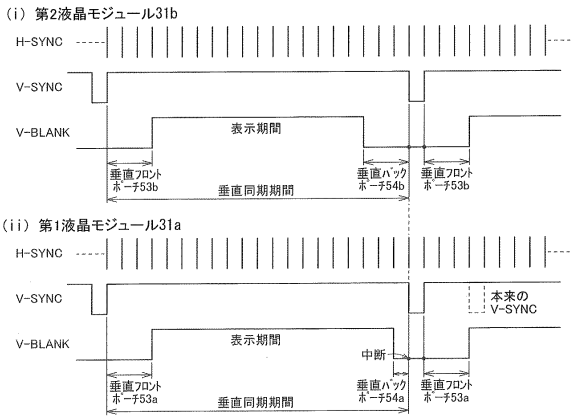 (i) 第2液晶モジュール31b
H-SYNC
V-SYNC
V-BLANK
表示期間
垂直フロント
ポーチ53b
垂直バック
ポーチ54b
垂直フロント
ポーチ53b
垂直同期期間
(ii) 第1液晶モジュール31a
H-SYNC
V-SYNC
本来の
V-SYNC
V-BLANK
表示期間
中断
垂直フロント
ポーチ53a
垂直バック
ポーチ54a
垂直フロント
ポーチ53a
垂直同期期間